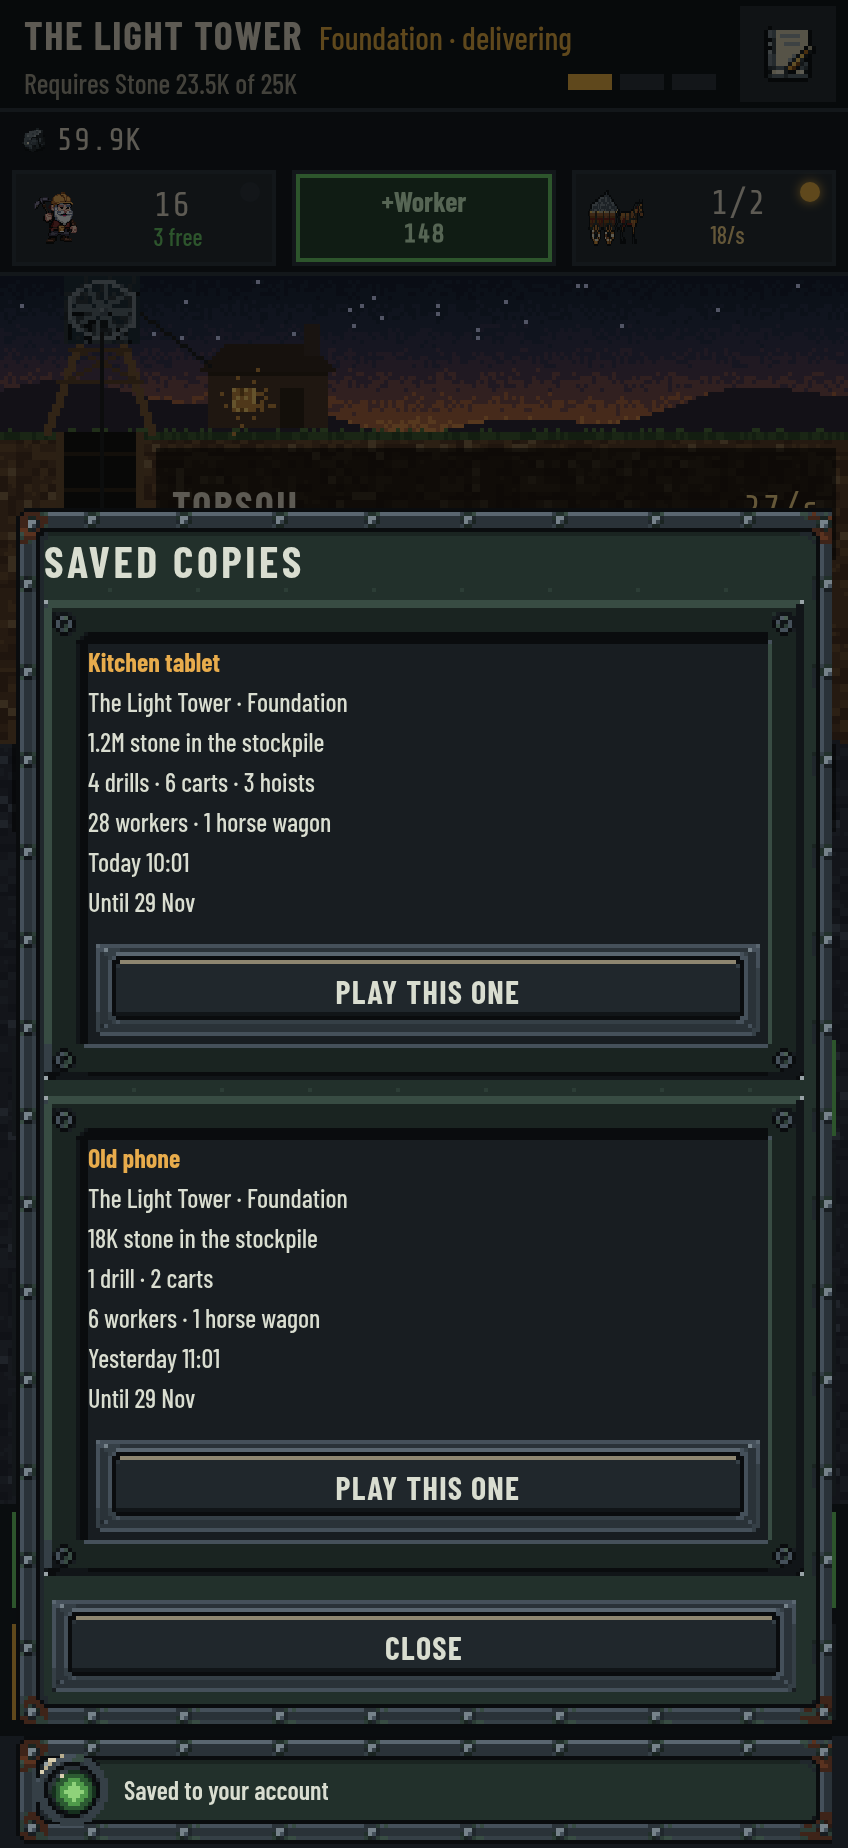 THE LIGHT TOWER Foundation · delivering
Requires Stone 23.5K of 25K
59.9K
16
3 free
+Worker
148
1/2
18/s
TOPSOIL
27/s
SAVED COPIES
Kitchen tablet
The Light Tower · Foundation
1.2M stone in the stockpile
4 drills · 6 carts · 3 hoists
28 workers · 1 horse wagon
Today 10:01
Until 29 Nov
PLAY THIS ONE
Old phone
The Light Tower · Foundation
18K stone in the stockpile
1 drill · 2 carts
6 workers · 1 horse wagon
Yesterday 11:01
Until 29 Nov
PLAY THIS ONE
CLOSE
Saved to your account